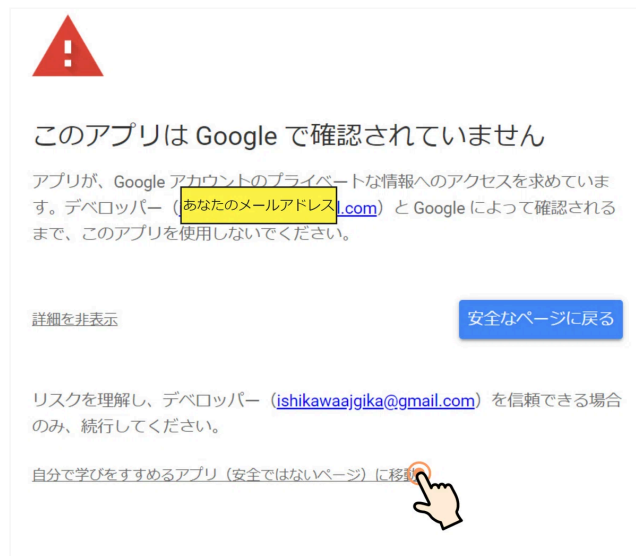 このアプリは Google で確認されていません
アプリが、Google アカウントのプライベートな情報へのアクセスを求めていま
す。デベロッパー（あなたのメールアドレスl.com）と Google によって確認される
まで、このアプリを使用しないでください。
詳細を非表示
安全なページに戻る
リスクを理解し、デベロッパー（ishikawaajgika@gmail.com）を信頼できる場合
のみ、続行してください。
自分で学びをすすめるアプリ（安全ではないページ）に移動